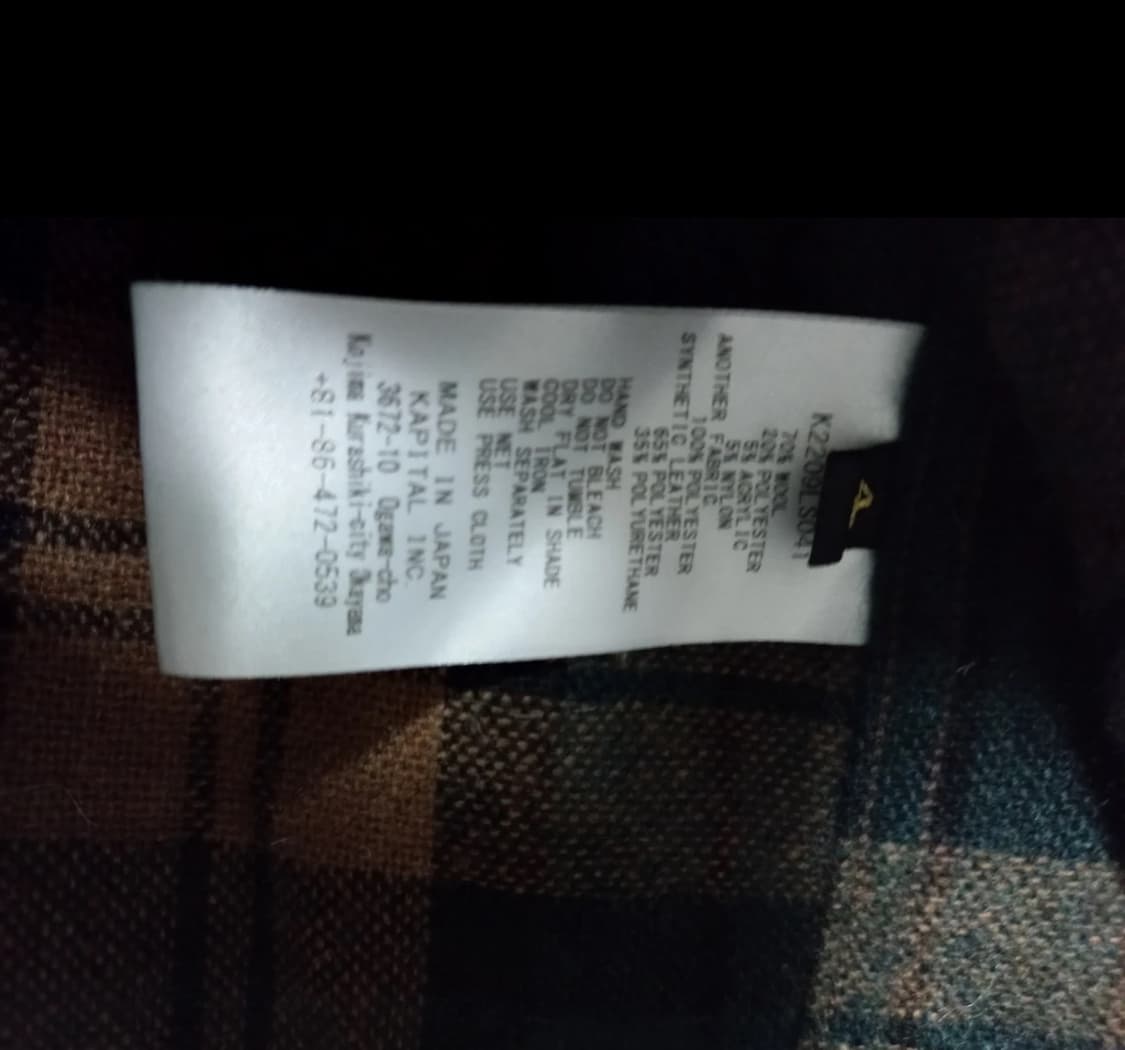 K2209LS041
70% WOOL
20% POLYESTER
5% ACRYLIC
5% NYLON
ANOTHER FABRIC
100% POLYESTER
SYNTHETIC LEATHER
65% POLYESTER
35% POLYURETHANE
HAND WASH
DO NOT BLEACH
DO NOT TUMBLE
DRY FLAT IN SHADE
COOL IRON
WASH SEPARATELY
USE NET
USE PRESS CLOTH
MADE IN JAPAN
KAPITAL INC.
3672-10 Ogawa-cho
Kojima Kurashiki-city Okayama
+81-86-472-0539